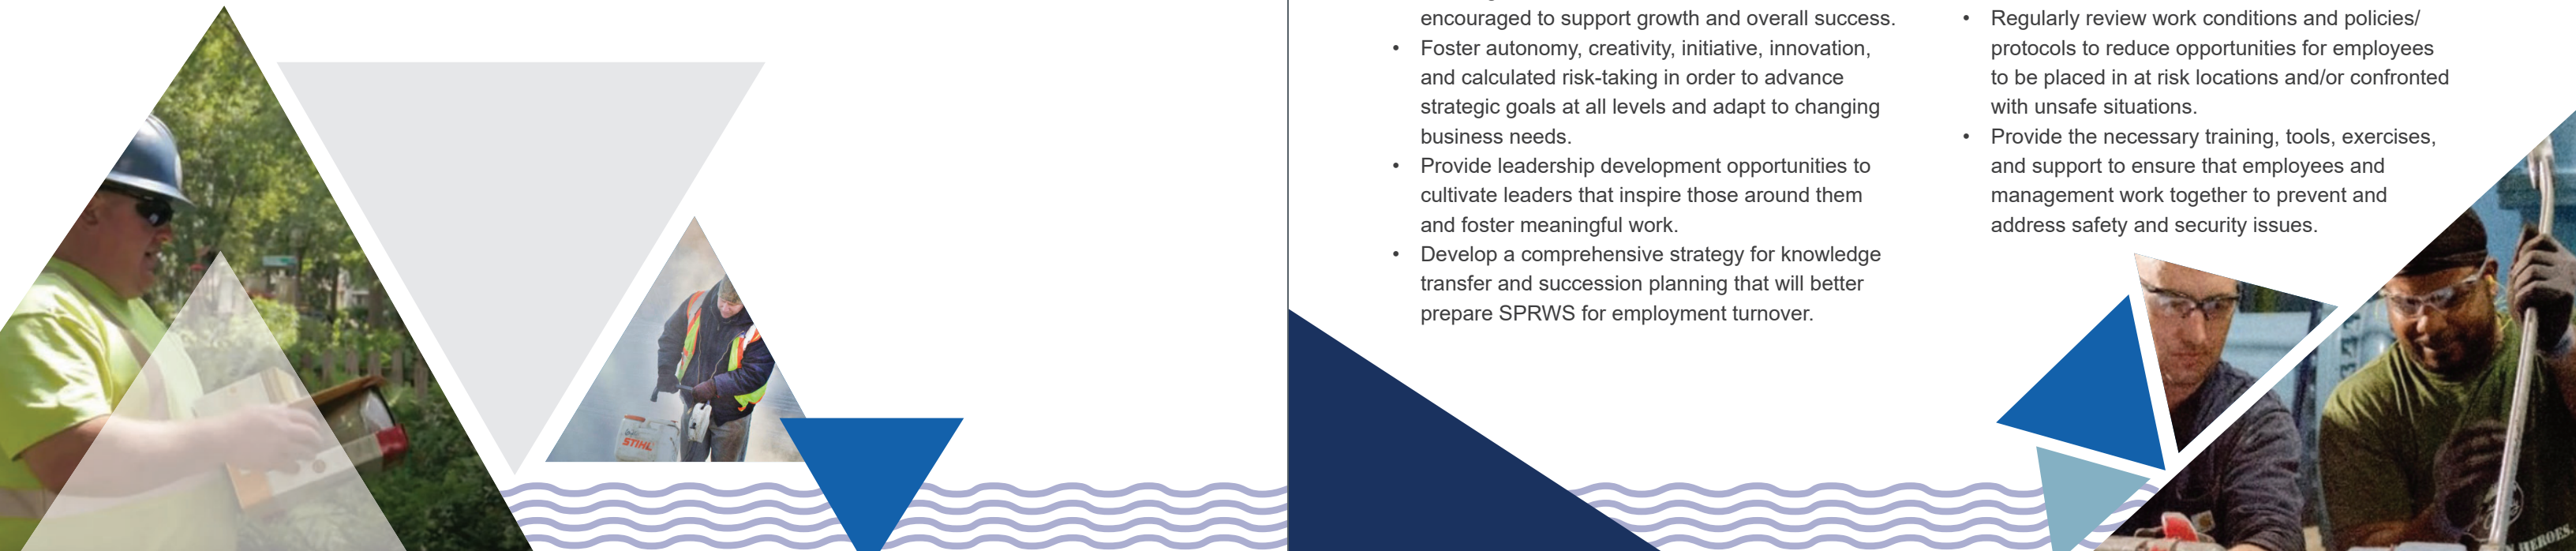 encouraged to support growth and overall success.
• Foster autonomy, creativity, initiative, innovation,
and calculated risk-taking in order to advance
strategic goals at all levels and adapt to changing
business needs.
• Provide leadership development opportunities to
cultivate leaders that inspire those around them
and foster meaningful work.
• Develop a comprehensive strategy for knowledge
transfer and succession planning that will better
prepare SPRWS for employment turnover.
• Regularly review work conditions and policies/
protocols to reduce opportunities for employees
to be placed in at risk locations and/or confronted
with unsafe situations.
• Provide the necessary training, tools, exercises,
and support to ensure that employees and
management work together to prevent and
address safety and security issues.
STIHL
HEROES